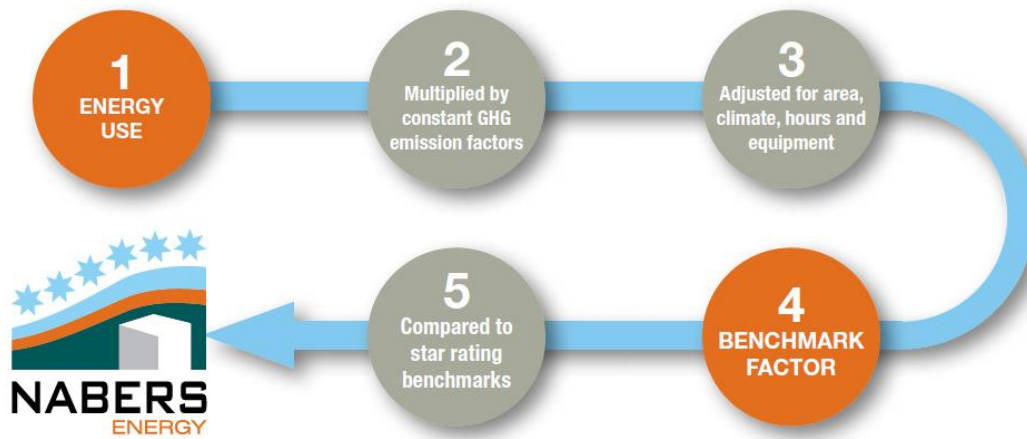 1
ENERGY
USE
2
Multiplied by
constant GHG
emission factors
3
Adjusted for area,
climate, hours and
equipment
4
BENCHMARK
FACTOR
5
Compared to
star rating
benchmarks
NABERS
ENERGY